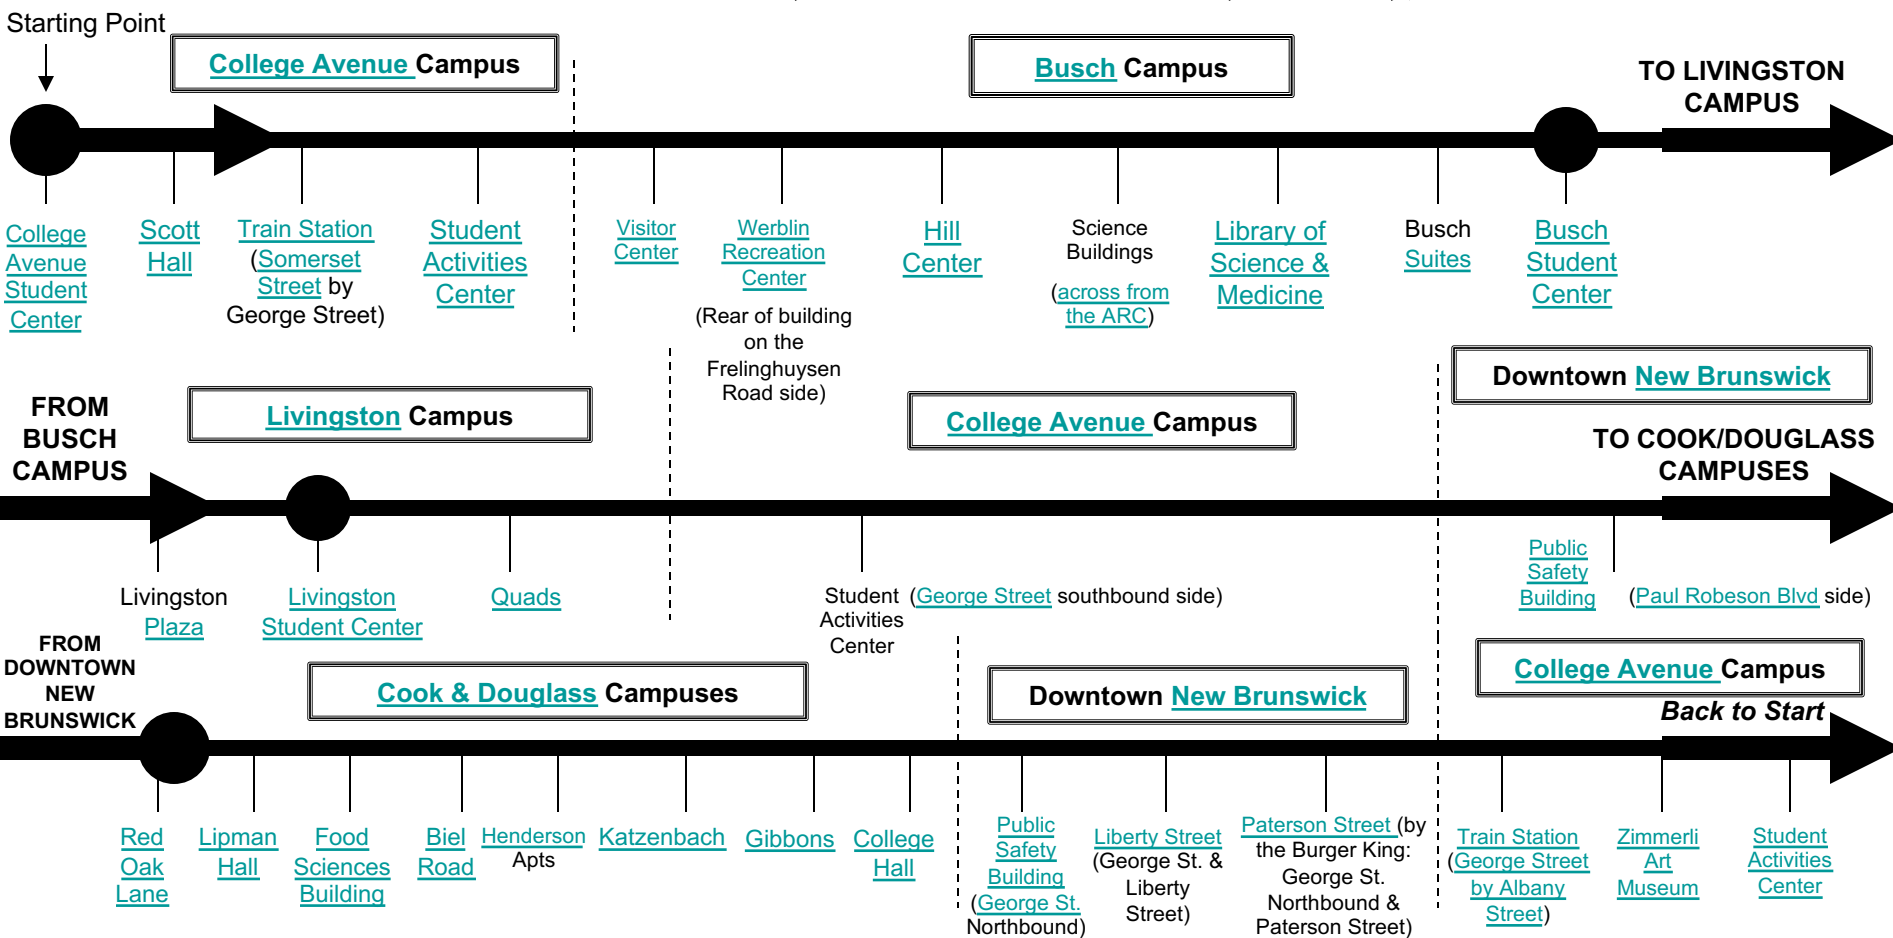 Starting Point
College Avenue Campus
Busch Campus
TO LIVINGSTON
CAMPUS
College
Avenue
Student
Center
Scott
Hall
Train Station
(Somerset
Street by
George Street)
Student
Activities
Center
Visitor
Center
Werblin
Recreation
Center
(Rear of building
on the
Frelinghuysen
Road side)
Hill
Center
Science
Buildings
(across from
the ARC)
Library of
Science &
Medicine
Busch
Suites
Busch
Student
Center
FROM
BUSCH
CAMPUS
Livingston Campus
College Avenue Campus
Downtown New Brunswick
TO COOK/DOUGLASS
CAMPUSES
Livingston
Plaza
Livingston
Student Center
Quads
Student (George Street southbound side)
Activities
Center
Public
Safety
Building
(Paul Robeson Blvd side)
FROM
DOWNTOWN
NEW
BRUNSWICK
Cook & Douglass Campuses
Downtown New Brunswick
College Avenue Campus
Back to Start
Red
Oak
Lane
Lipman
Hall
Food
Sciences
Building
Biel
Road
Henderson
Apts
Katzenbach
Gibbons
College
Hall
Public
Safety
Building
(George St.
Northbound)
Liberty Street
(George St. &
Liberty
Street)
Paterson Street (by
the Burger King:
George St.
Northbound &
Paterson Street)
Train Station
(George Street
by Albany
Street)
Zimmerli
Art
Museum
Student
Activities
Center